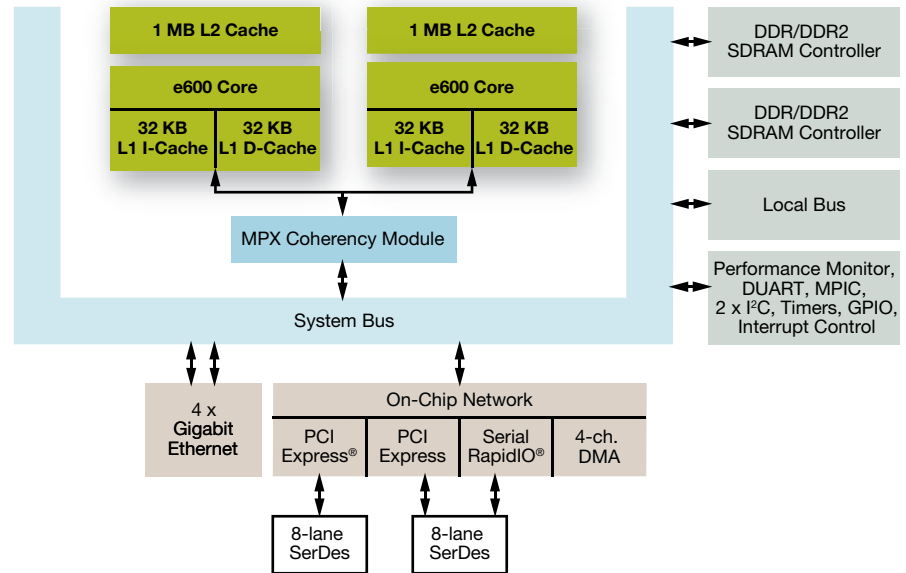 1 MB L2 Cache
1 MB L2 Cache
e600 Core
e600 Core
32 KB
L1 I-Cache
32 KB
L1 D-Cache
32 KB
L1 I-Cache
32 KB
L1 D-Cache
MPX Coherency Module
System Bus
DDR/DDR2
SDRAM Controller
DDR/DDR2
SDRAM Controller
Local Bus
Performance Monitor,
DUART, MPIC,
2 x I²C, Timers, GPIO,
Interrupt Control
4 x
Gigabit
Ethernet
On-Chip Network
PCI
Express®
PCI
Express
Serial
RapidIO®
4-ch.
DMA
8-lane
SerDes
8-lane
SerDes